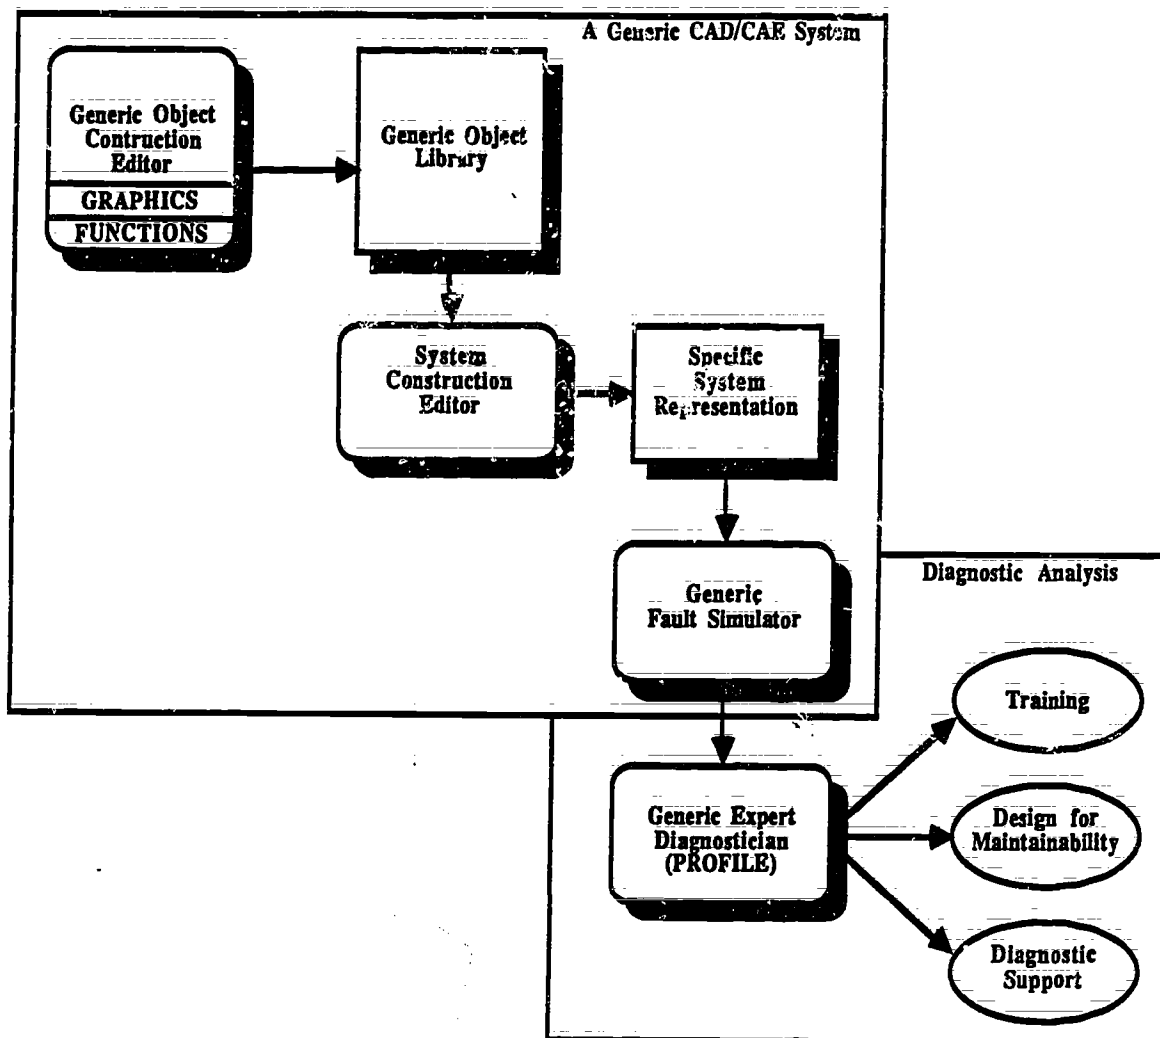 A Generic CAD/CAE System
Generic Object
Contruction
Editor
GRAPHICS
FUNCTIONS
Generic Object
Library
System
Construction
Editor
Specific
System
Representation
Generic
Fault Simulator
Diagnostic Analysis
Generic Expert
Diagnostician
(PROFILE)
Training
Design for
Maintainability
Diagnostic
Support